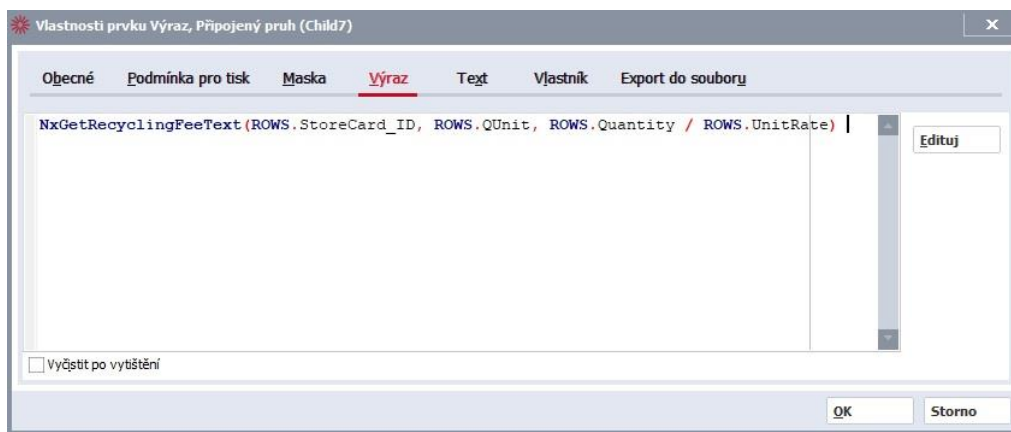 Vlastnosti prvku Výraz, Připojený pruh (Child7)
Obecné Podmínka pro tisk Maska Výraz Text Vlastník Export do souboru
NxGetRecyclingFeeText(ROWS.StoreCard_ID, ROWS.QUnit, ROWS.Quantity / ROWS.UnitRate)
Edituj
Vyčistit po vytištění
OK Storno